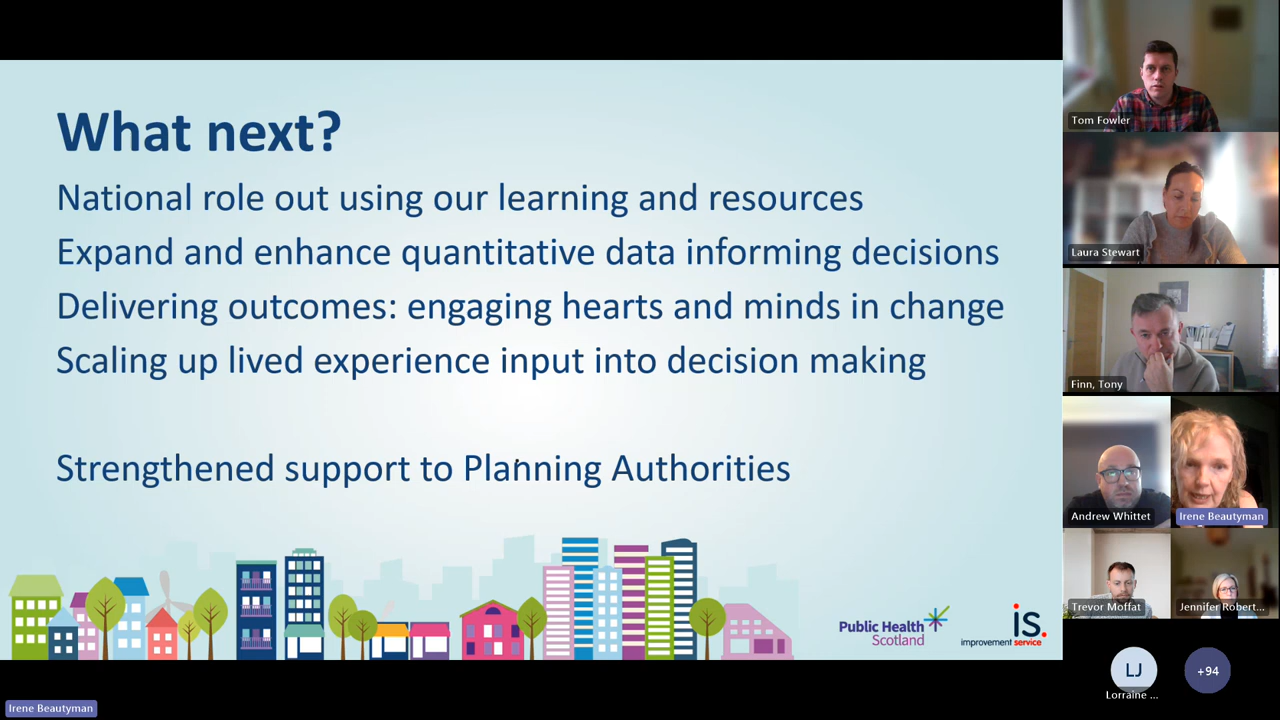 What next?
National role out using our learning and resources
Expand and enhance quantitative data informing decisions
Delivering outcomes: engaging hearts and minds in change
Scaling up lived experience input into decision making
Strengthened support to Planning Authorities
Public Health
Scotland
is.
improvement service
Irene Beautyman
Tom Fowler
Laura Stewart
Finn, Tony
Andrew Whittet
Irene Beautyman
Trevor Moffat
Jennifer Robert...
LJ
+94
Lorraine ...